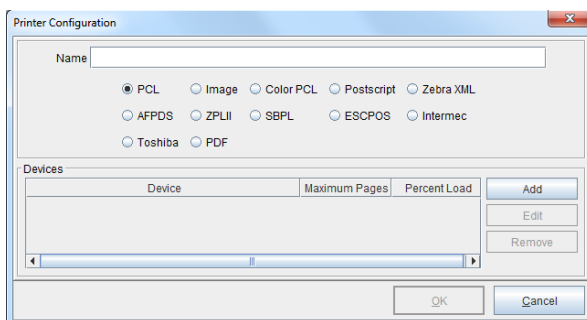 Printer Configuration
Name
PCL Image Color PCL Postscript Zebra XML
AFPDS ZPLII SBPL ESCPOS Intermec
Toshiba PDF
Devices
Device Maximum Pages Percent Load Add
Edit
Remove
OK Cancel